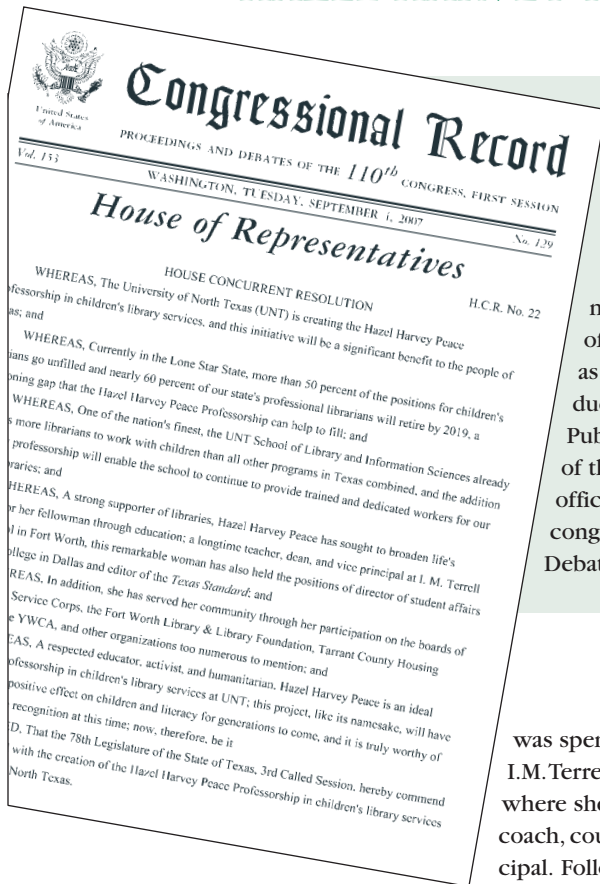 United States
of America
Congressional Record
PROCEEDINGS AND DEBATES OF THE 110th CONGRESS, FIRST SESSION
Vol. 153
WASHINGTON, TUESDAY, SEPTEMBER 1, 2007
No. 129
House of Representatives
HOUSE CONCURRENT RESOLUTION
H.C.R. No. 22
WHEREAS, The University of North Texas (UNT) is creating the Hazel Harvey Peace
ofessorship in children's library services, and this initiative will be a significant benefit to the people of
as; and
WHEREAS, Currently in the Lone Star State, more than 50 percent of the positions for children's
ians go unfilled and nearly 60 percent of our state's professional librarians will retire by 2019, a
oning gap that the Hazel Harvey Peace Professorship can help to fill; and
WHEREAS, One of the nation's finest, the UNT School of Library and Information Sciences already
s more librarians to work with children than all other programs in Texas combined, and the addition
professorship will enable the school to continue to provide trained and dedicated workers for our
raries; and
HEREAS, A strong supporter of libraries, Hazel Harvey Peace has sought to broaden life's
or her fellowman through education; a longtime teacher, dean, and vice principal at I. M. Terrell
l in Fort Worth, this remarkable woman has also held the positions of director of student affairs
ollege in Dallas and editor of the Texas Standard; and
REAS, In addition, she has served her community through her participation on the boards of
Service Corps, the Fort Worth Library & Library Foundation, Tarrant County Housing
e YWCA, and other organizations too numerous to mention; and
EAS, A respected educator, activist, and humanitarian, Hazel Harvey Peace is an ideal
ofessorship in children's library services at UNT; this project, like its namesake, will have
positive effect on children and literacy for generations to come, and it is truly worthy of
recognition at this time; now, therefore, be it
D, That the 78th Legislature of the State of Texas, 3rd Called Session, hereby commend
with the creation of the Hazel Harvey Peace Professorship in children's library services
North Texas.
n
of
as
du
Pub
of th
offic
cong
Debat
was sper
I.M.Terre
where sho
coach, cou
cipal. Follo